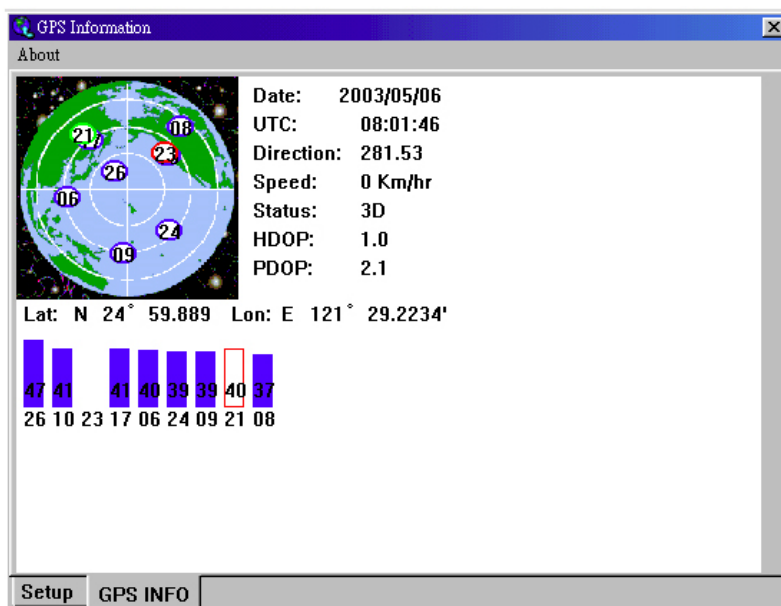 GPS Information
About
Date: 2003/05/06
UTC: 08:01:46
Direction: 281.53
Speed: 0 Km/hr
Status: 3D
HDOP: 1.0
PDOP: 2.1
21
08
23
26
06
24
09
Lat: N 24° 59.889 Lon: E 121° 29.2234'
47 41 41 40 39 39 40 37
26 10 23 17 06 24 09 21 08
Setup GPS INFO